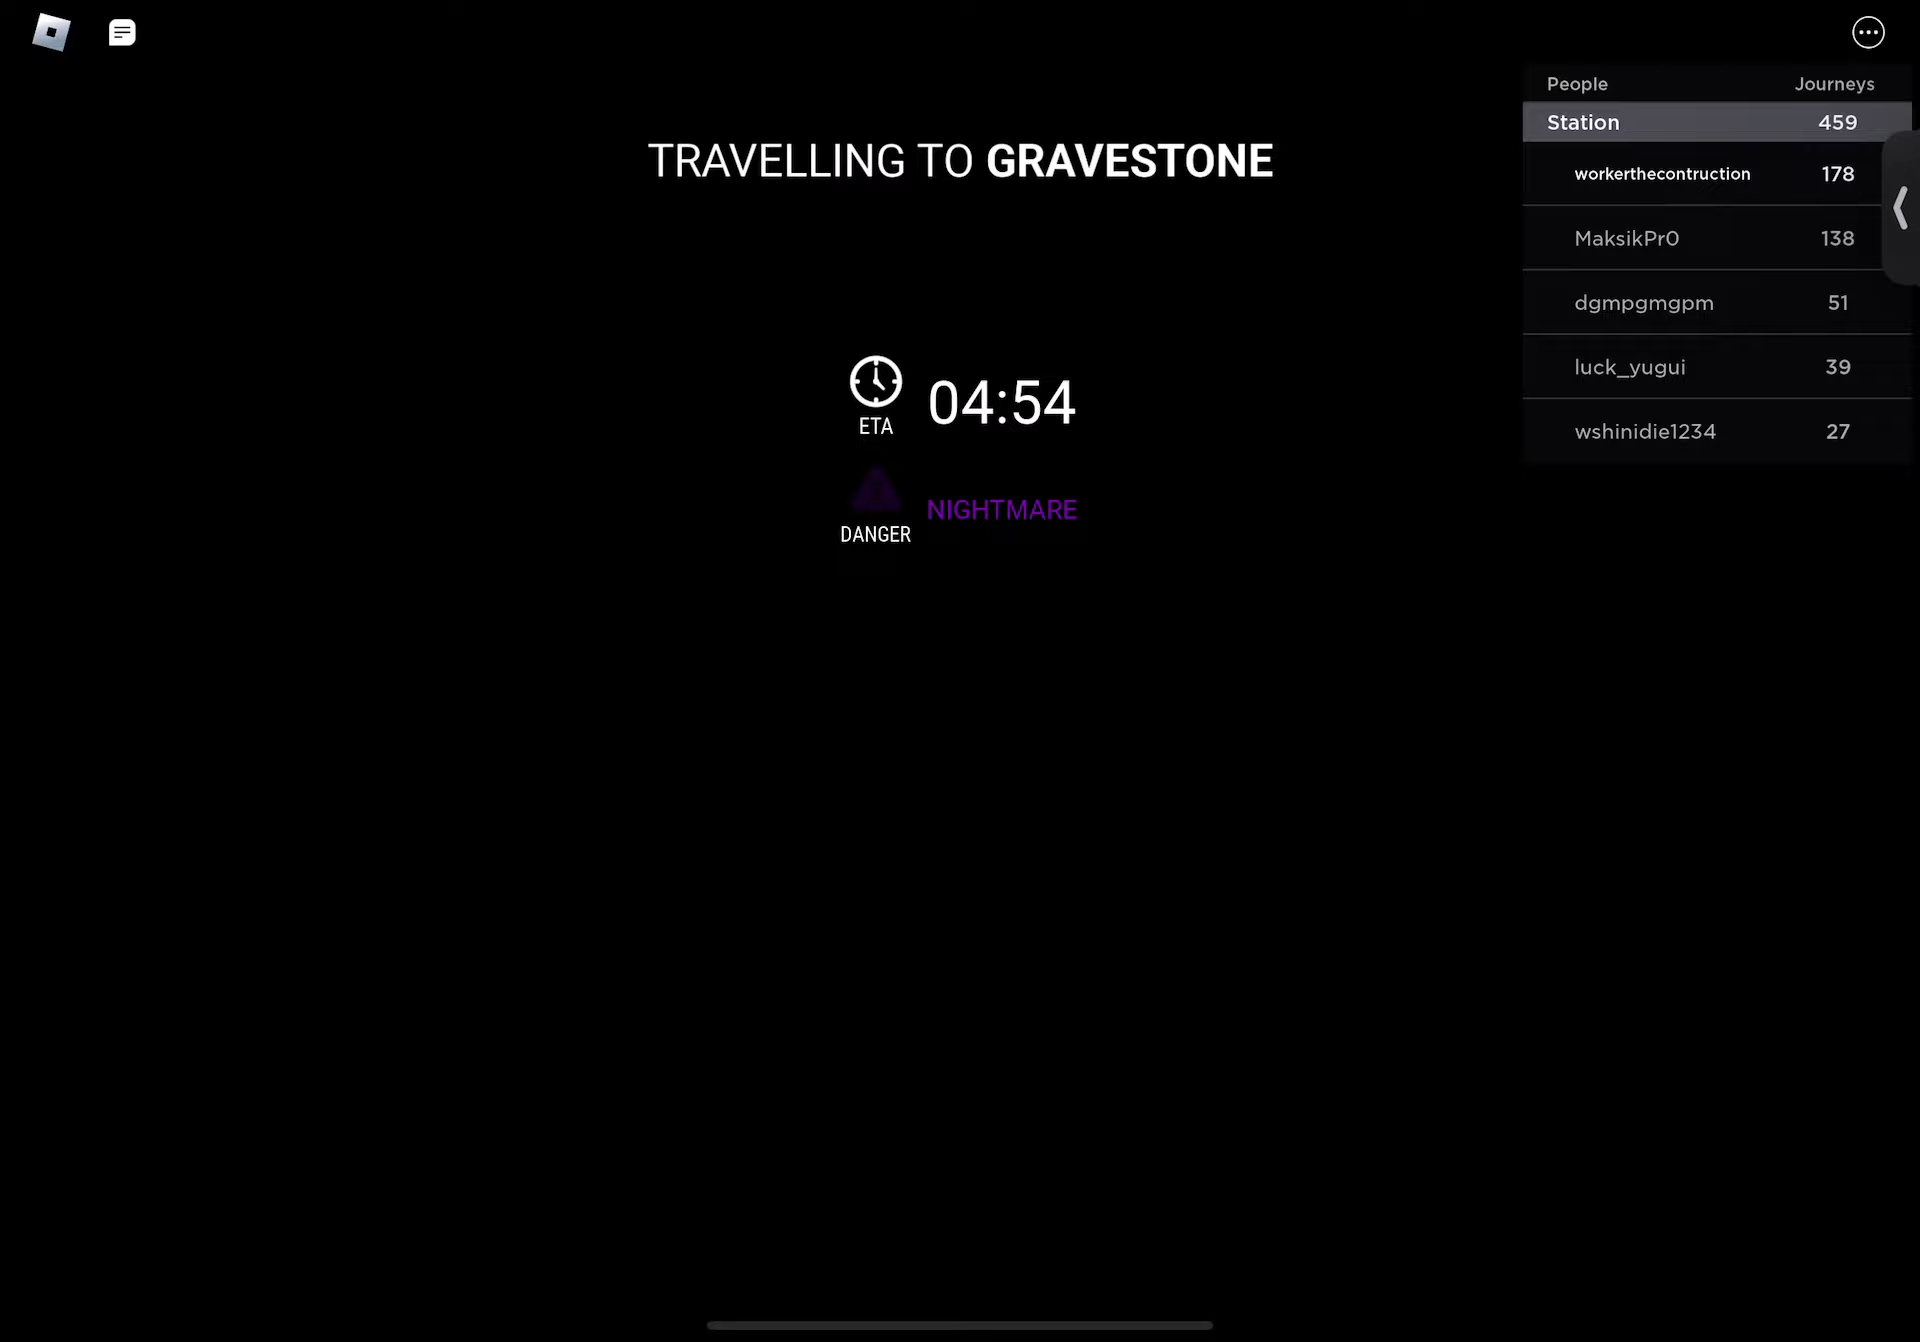 People Journeys
Station 459
TRAVELLING TO GRAVESTONE
workerthecontruction 178
MaksikPr0 138
dgmpgmgpm 51
luck_yugui 39
wshinidie1234 27
04:54
ETA
NIGHTMARE
DANGER